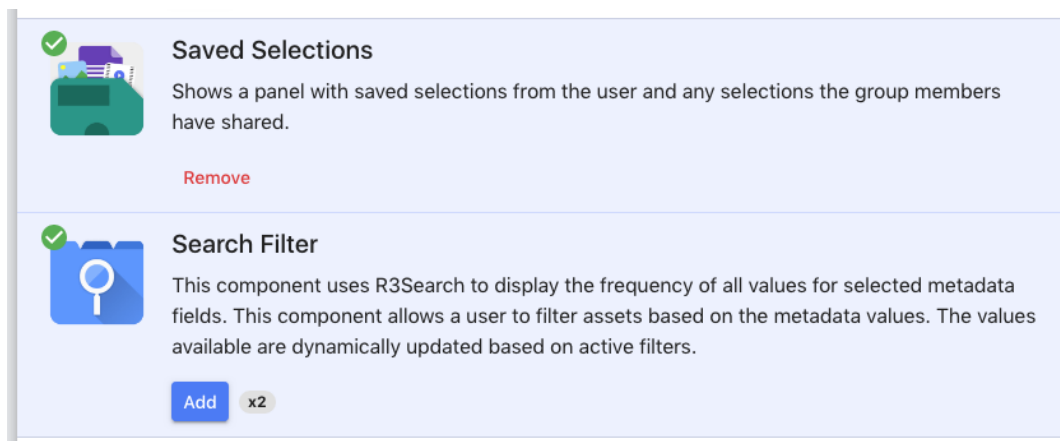 Saved Selections
Shows a panel with saved selections from the user and any selections the group members
have shared.
Remove
Search Filter
This component uses R3Search to display the frequency of all values for selected metadata
fields. This component allows a user to filter assets based on the metadata values. The values
available are dynamically updated based on active filters.
Add x2